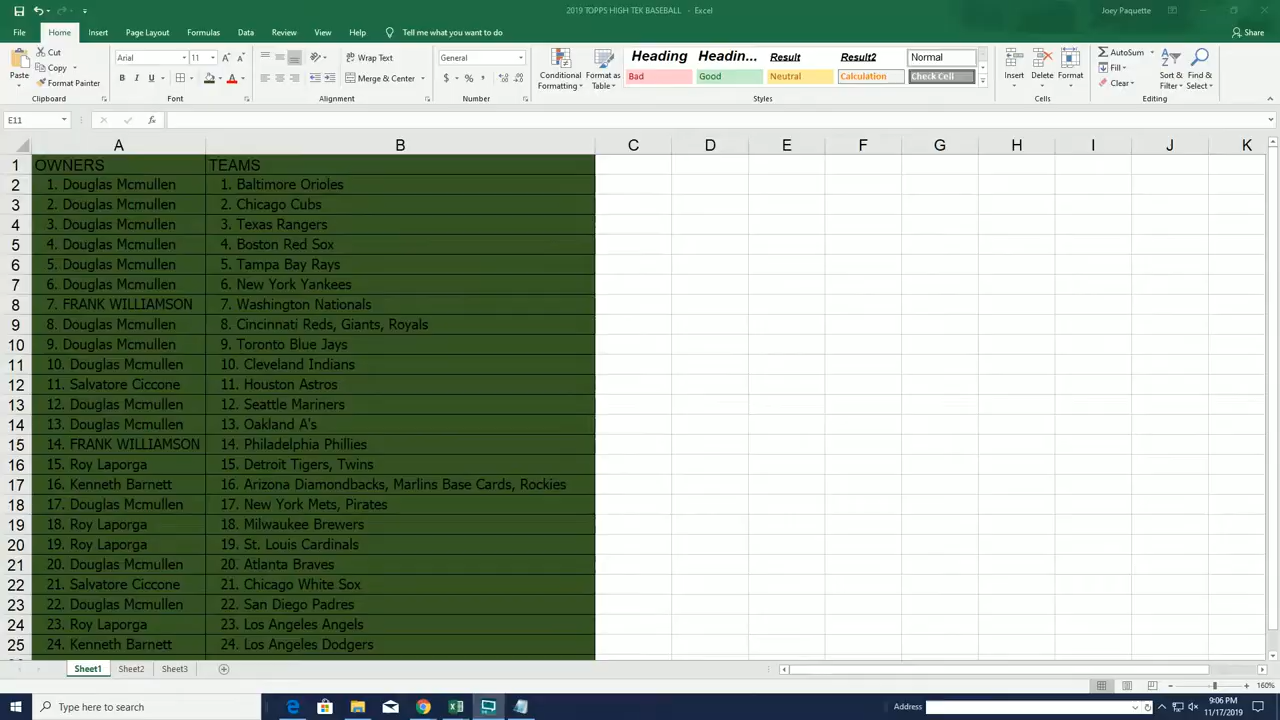 2019 TOPPS HIGH TEK BASEBALL - Excel
Joey Paquette
File Home Insert Page Layout Formulas Data Review View Help Tell me what you want to do Share
Paste Cut Copy Format Painter Clipboard
Arial 11 B I U A Font
Wrap Text Merge & Center Alignment
General $ % Number
Conditional Formatting Format as Table
Heading Headin... Result Result2 Normal
Bad Good Neutral Calculation Check Cell
Styles
Insert Delete Format Cells
AutoSum Fill Clear Sort & Filter Find & Select Editing
E11 fx
A B C D E F G H I J K
1 OWNERS TEAMS
2 1. Douglas Mcmullen 1. Baltimore Orioles
3 2. Douglas Mcmullen 2. Chicago Cubs
4 3. Douglas Mcmullen 3. Texas Rangers
5 4. Douglas Mcmullen 4. Boston Red Sox
6 5. Douglas Mcmullen 5. Tampa Bay Rays
7 6. Douglas Mcmullen 6. New York Yankees
8 7. FRANK WILLIAMSON 7. Washington Nationals
9 8. Douglas Mcmullen 8. Cincinnati Reds, Giants, Royals
10 9. Douglas Mcmullen 9. Toronto Blue Jays
11 10. Douglas Mcmullen 10. Cleveland Indians
12 11. Salvatore Ciccone 11. Houston Astros
13 12. Douglas Mcmullen 12. Seattle Mariners
14 13. Douglas Mcmullen 13. Oakland A's
15 14. FRANK WILLIAMSON 14. Philadelphia Phillies
16 15. Roy Laporga 15. Detroit Tigers, Twins
17 16. Kenneth Barnett 16. Arizona Diamondbacks, Marlins Base Cards, Rockies
18 17. Douglas Mcmullen 17. New York Mets, Pirates
19 18. Roy Laporga 18. Milwaukee Brewers
20 19. Roy Laporga 19. St. Louis Cardinals
21 20. Douglas Mcmullen 20. Atlanta Braves
22 21. Salvatore Ciccone 21. Chicago White Sox
23 22. Douglas Mcmullen 22. San Diego Padres
24 23. Roy Laporga 23. Los Angeles Angels
25 24. Kenneth Barnett 24. Los Angeles Dodgers
Sheet1 Sheet2 Sheet3
160%
Type here to search
Address
9:06 PM
11/17/2019